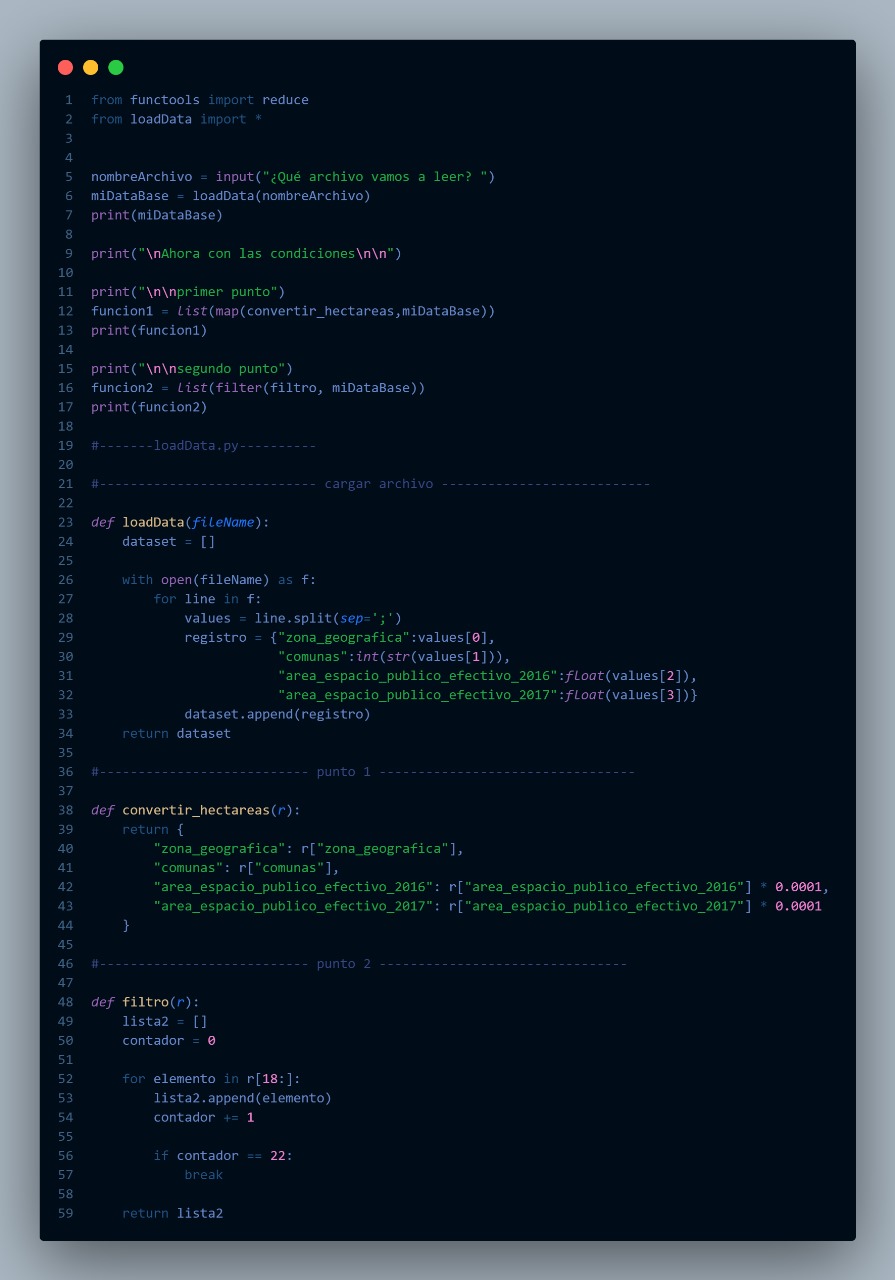 1 from functools import reduce
2 from loadData import *
3
4
5 nombreArchivo = input("¿Qué archivo vamos a leer? ")
6 miDataBase = loadData(nombreArchivo)
7 print(miDataBase)
8
9 print("\nAhora con las condiciones\n\n")
10
11 print("\n\nprimer punto")
12 funcion1 = list(map(convertir_hectareas,miDataBase))
13 print(funcion1)
14
15 print("\n\nsegundo punto")
16 funcion2 = list(filter(filtro, miDataBase))
17 print(funcion2)
18
19 #-------loadData.py----------
20
21 #---------------------------- cargar archivo ---------------------------
22
23 def loadData(fileName):
24     dataset = []
25
26     with open(fileName) as f:
27         for line in f:
28             values = line.split(sep=';')
29             registro = {"zona_geografica":values[0],
30                         "comunas":int(str(values[1])),
31                         "area_espacio_publico_efectivo_2016":float(values[2]),
32                         "area_espacio_publico_efectivo_2017":float(values[3])}
33             dataset.append(registro)
34     return dataset
35
36 #--------------------------- punto 1 ---------------------------------
37
38 def convertir_hectareas(r):
39     return {
40         "zona_geografica": r["zona_geografica"],
41         "comunas": r["comunas"],
42         "area_espacio_publico_efectivo_2016": r["area_espacio_publico_efectivo_2016"] * 0.0001,
43         "area_espacio_publico_efectivo_2017": r["area_espacio_publico_efectivo_2017"] * 0.0001
44     }
45
46 #--------------------------- punto 2 --------------------------------
47
48 def filtro(r):
49     lista2 = []
50     contador = 0
51
52     for elemento in r[18:]:
53         lista2.append(elemento)
54         contador += 1
55
56         if contador == 22:
57             break
58
59     return lista2